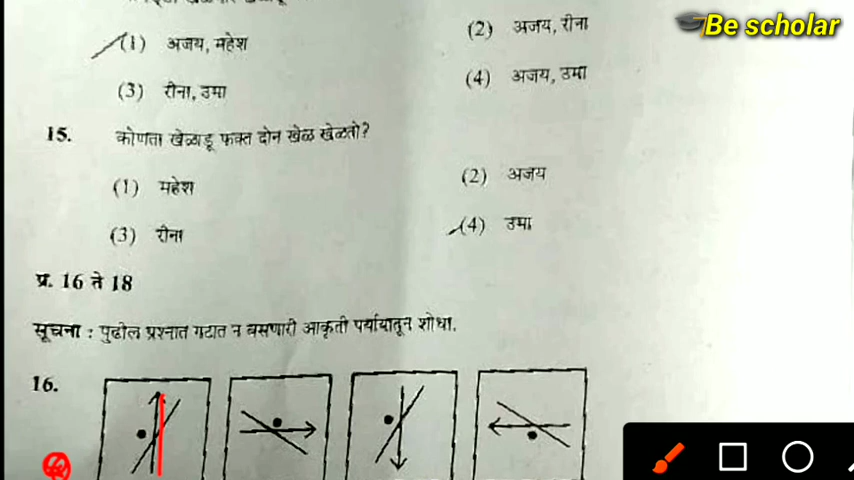 Be scholar
(1) अजय, महेश (2) अजय, रीना
(3) रीना, उमा (4) अजय, उमा
15. कोणता खेळाडू फक्त दोन खेळ खेळतो?
(1) महेश (2) अजय
(3) रीना (4) उमा
प्र. 16 ते 18
सूचना : पुढील प्रश्नात गटात न बसणारी आकृती पर्यायातून शोधा.
16.